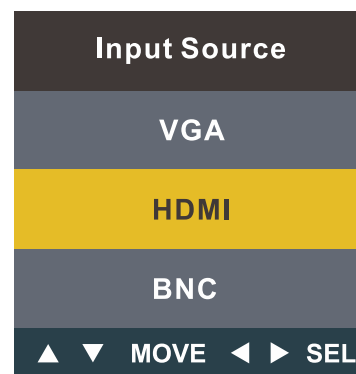 Input Source
VGA
HDMI
BNC
▲ ▼ MOVE ◀ ▶ SEL